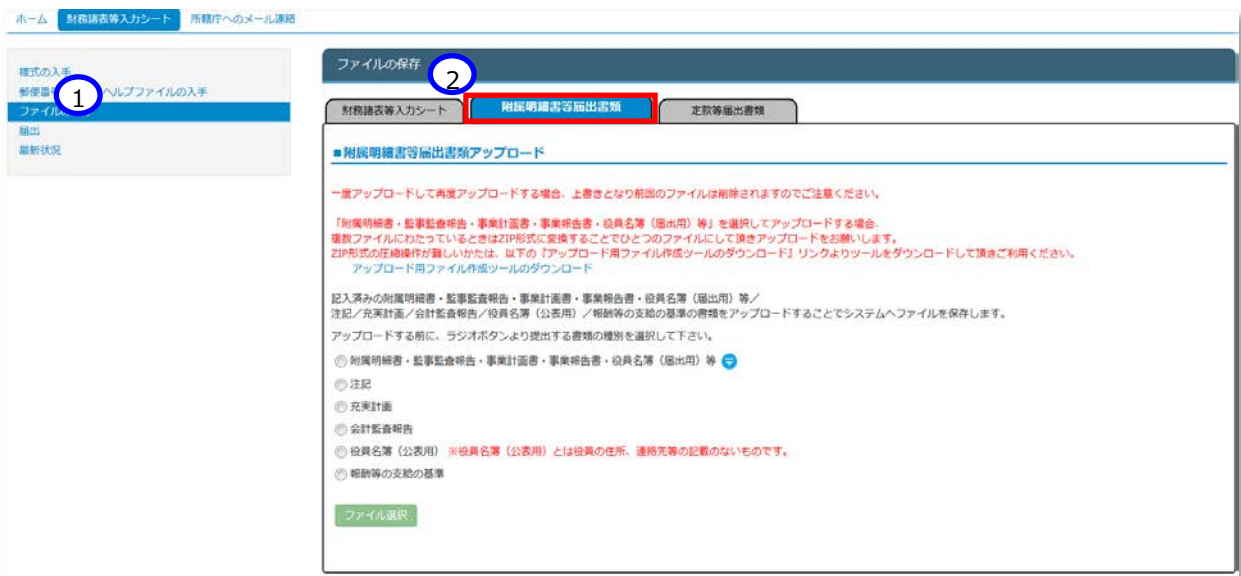 ホーム 財務諸表等入力シート 所轄庁へのメール連絡
様式の入手
郵便番 ヘルプファイルの入手
ファイル
届出
最新状況
1
ファイルの保存
2
財務諸表等入力シート 附属明細書等届出書類 定款等届出書類
■附属明細書等届出書類アップロード
一度アップロードして再度アップロードする場合、上書きとなり前回のファイルは削除されますのでご注意ください。
「附属明細書・監事監査報告・事業計画書・事業報告書・役員名簿（届出用）等」を選択してアップロードする場合、
複数ファイルにわたっているときはZIP形式に変換することでひとつのファイルにして頂きアップロードをお願いします。
ZIP形式の圧縮操作が難しいかたは、以下の『アップロード用ファイル作成ツールのダウンロード』リンクよりツールをダウンロードして頂きご利用ください。
アップロード用ファイル作成ツールのダウンロード
記入済みの附属明細書・監事監査報告・事業計画書・事業報告書・役員名簿（届出用）等／
注記／充実計画／会計監査報告／役員名簿（公表用）／報酬等の支給の基準の書類をアップロードすることでシステムへファイルを保存します。
アップロードする前に、ラジオボタンより提出する書類の種別を選択して下さい。
附属明細書・監事監査報告・事業計画書・事業報告書・役員名簿（届出用）等
注記
充実計画
会計監査報告
役員名簿（公表用） ※役員名簿（公表用）とは役員の住所、連絡先等の記載のないものです。
報酬等の支給の基準
ファイル選択